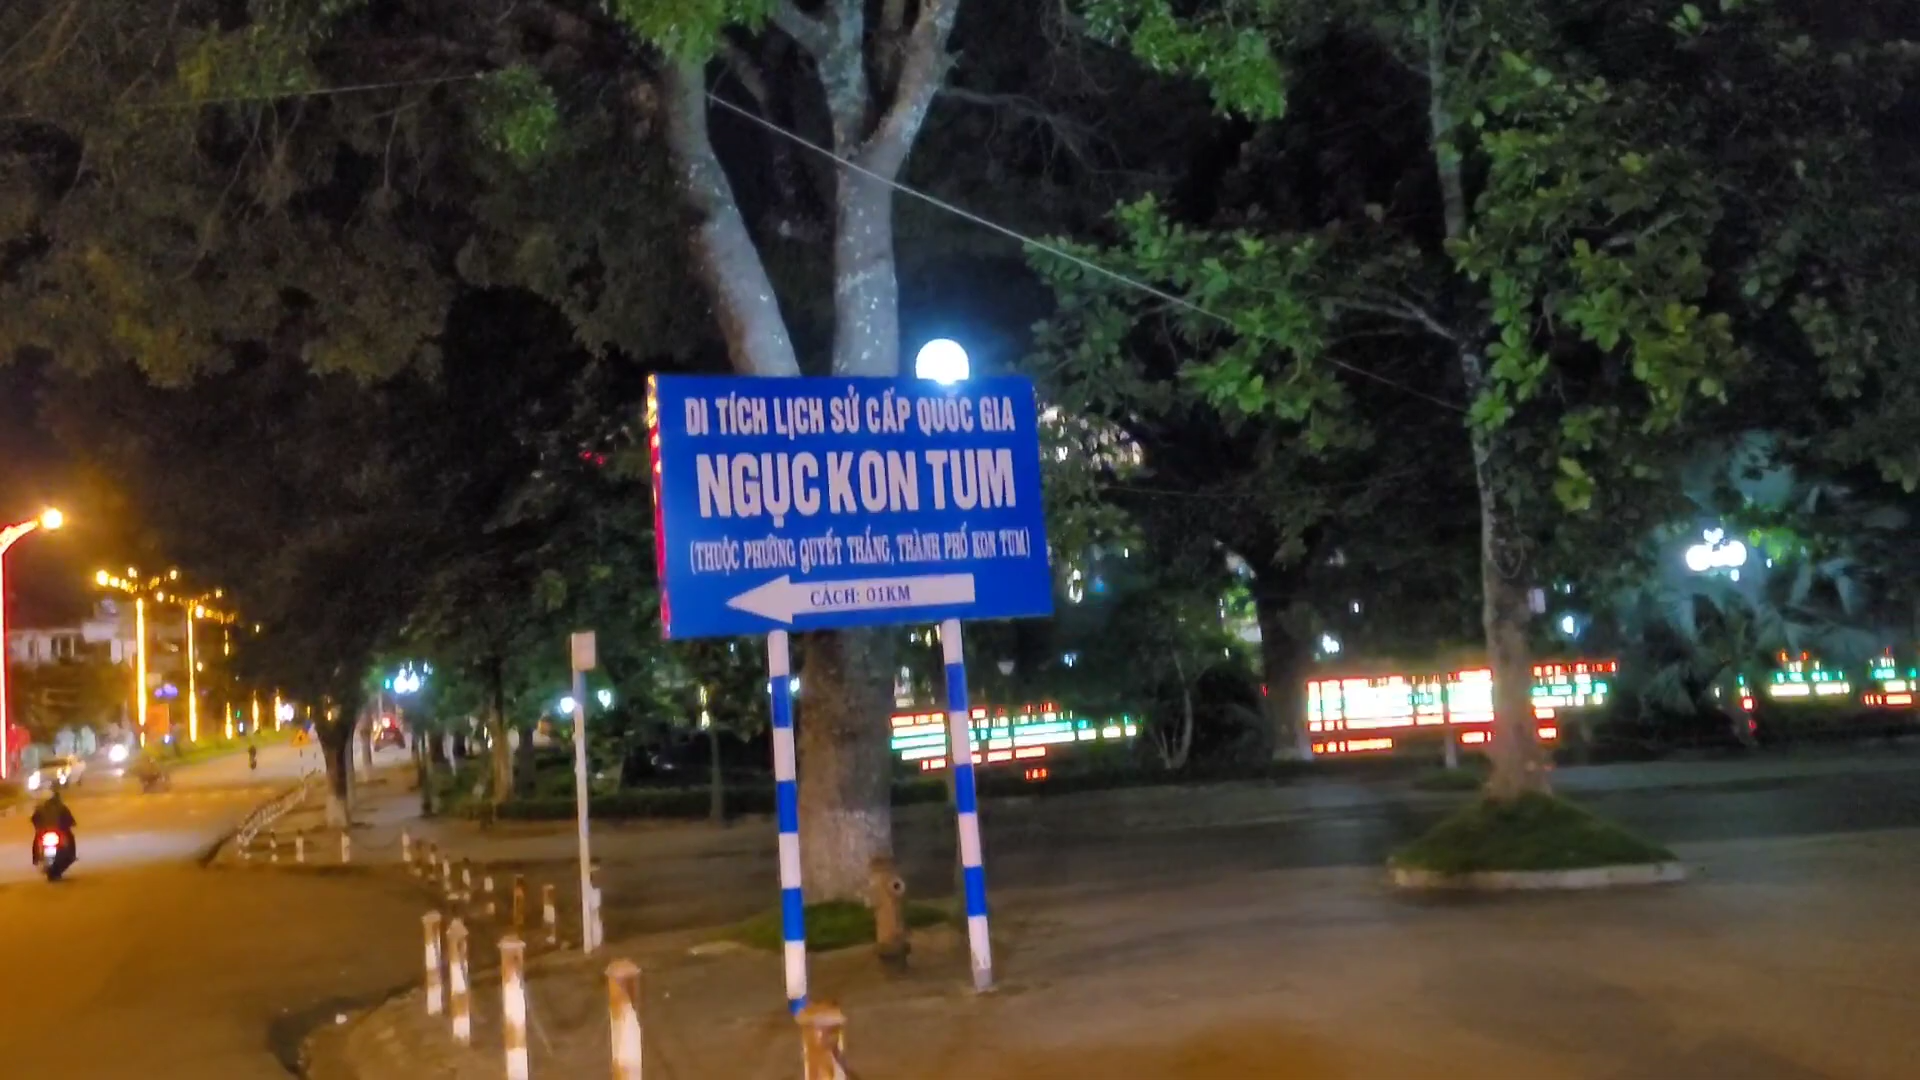 DI TÍCH LỊCH SỬ CẤP QUỐC GIA
NGỤC KON TUM
(THUỘC PHƯỜNG QUYẾT THẮNG, THÀNH PHỐ KON TUM)
CÁCH: 01KM